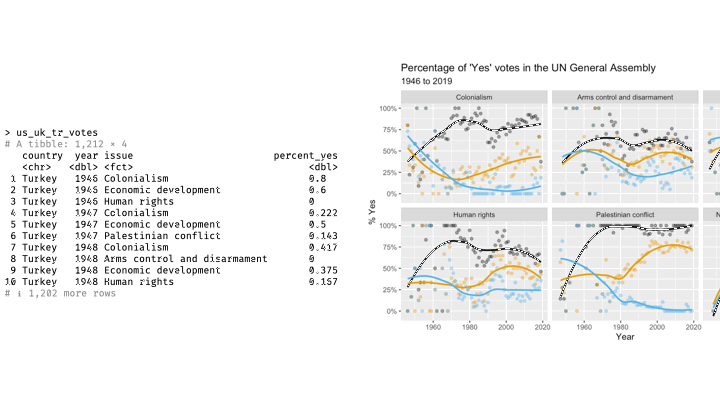 > us_uk_tr_votes
# A tibble: 1,212 × 4
country year issue percent_yes
<chr> <dbl> <fct> <dbl>
1 Turkey 1946 Colonialism 0.8
2 Turkey 1946 Economic development 0.6
3 Turkey 1946 Human rights 0
4 Turkey 1947 Colonialism 0.222
5 Turkey 1947 Economic development 0.5
6 Turkey 1947 Palestinian conflict 0.143
7 Turkey 1948 Colonialism 0.417
8 Turkey 1948 Arms control and disarmament 0
9 Turkey 1948 Economic development 0.375
10 Turkey 1948 Human rights 0.167
# ℹ 1,202 more rows
Percentage of 'Yes' votes in the UN General Assembly
1946 to 2019
Colonialism
Arms control and disarmament
100%
75%
50%
25%
0%
% Yes
Human rights
Palestinian conflict
N
100%
75%
50%
25%
0%
1960 1980 2000 2020
1960 1980 2000 2020
Year